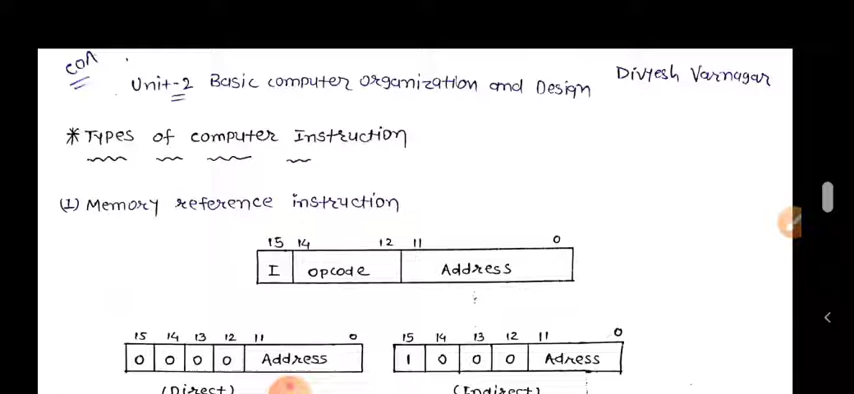 COA
Unit-2 Basic computer organization and Design Divyesh Varnagar
*Types of computer Instruction
(1) Memory reference instruction
15 14 12 11 0
I opcode Address
15 14 13 12 11 0 15 14 13 12 11 0
0 0 0 0 Address 1 0 0 0 Adress
(Direct) (Indirect)